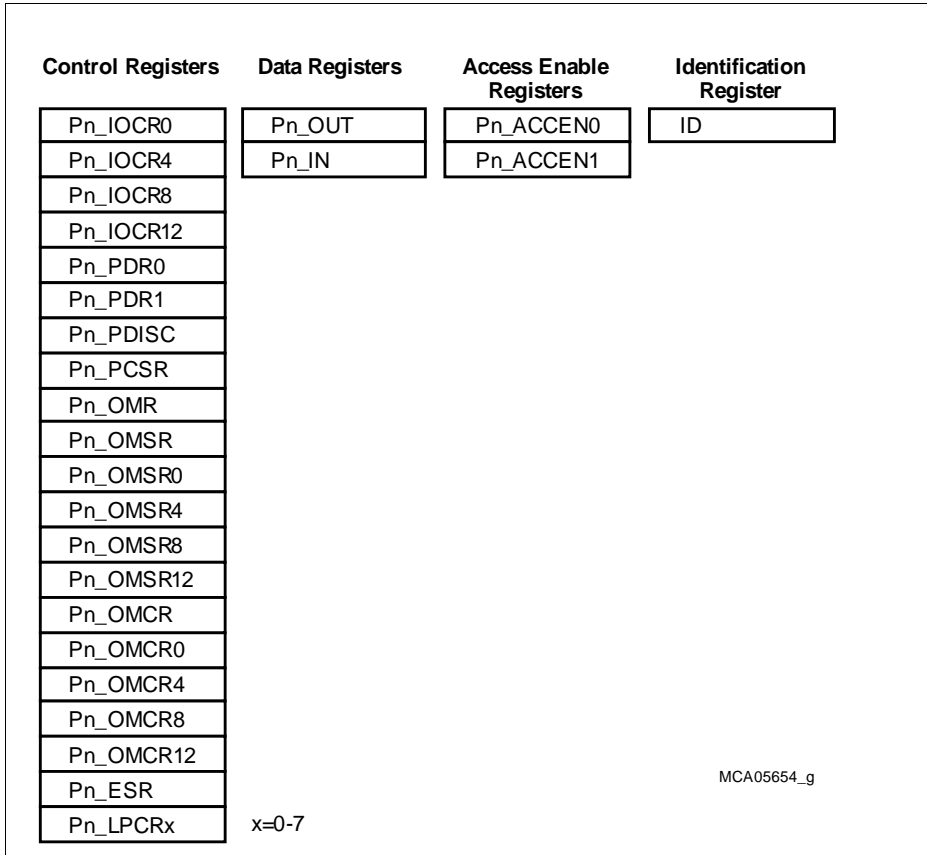 Control Registers
Data Registers
Access Enable
Registers
Identification
Register
Pn_IOCR0
Pn_OUT
Pn_ACCEN0
ID
Pn_IOCR4
Pn_IN
Pn_ACCEN1
Pn_IOCR8
Pn_IOCR12
Pn_PDR0
Pn_PDR1
Pn_PDISC
Pn_PCSR
Pn_OMR
Pn_OMSR
Pn_OMSR0
Pn_OMSR4
Pn_OMSR8
Pn_OMSR12
Pn_OMCR
Pn_OMCR0
Pn_OMCR4
Pn_OMCR8
Pn_OMCR12
Pn_ESR
Pn_LPCRx
x=0-7
MCA05654_g